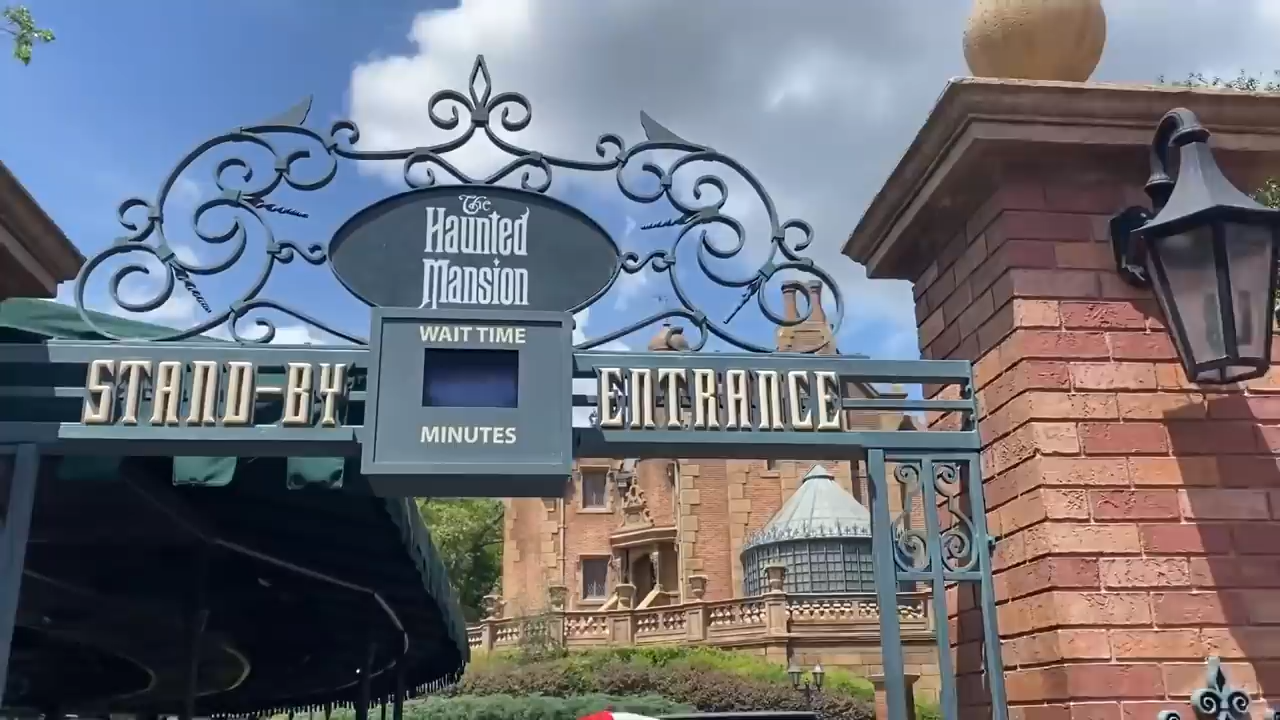 The
Haunted
Mansion
WAIT TIME
STAND-BY ENTRANCE
MINUTES